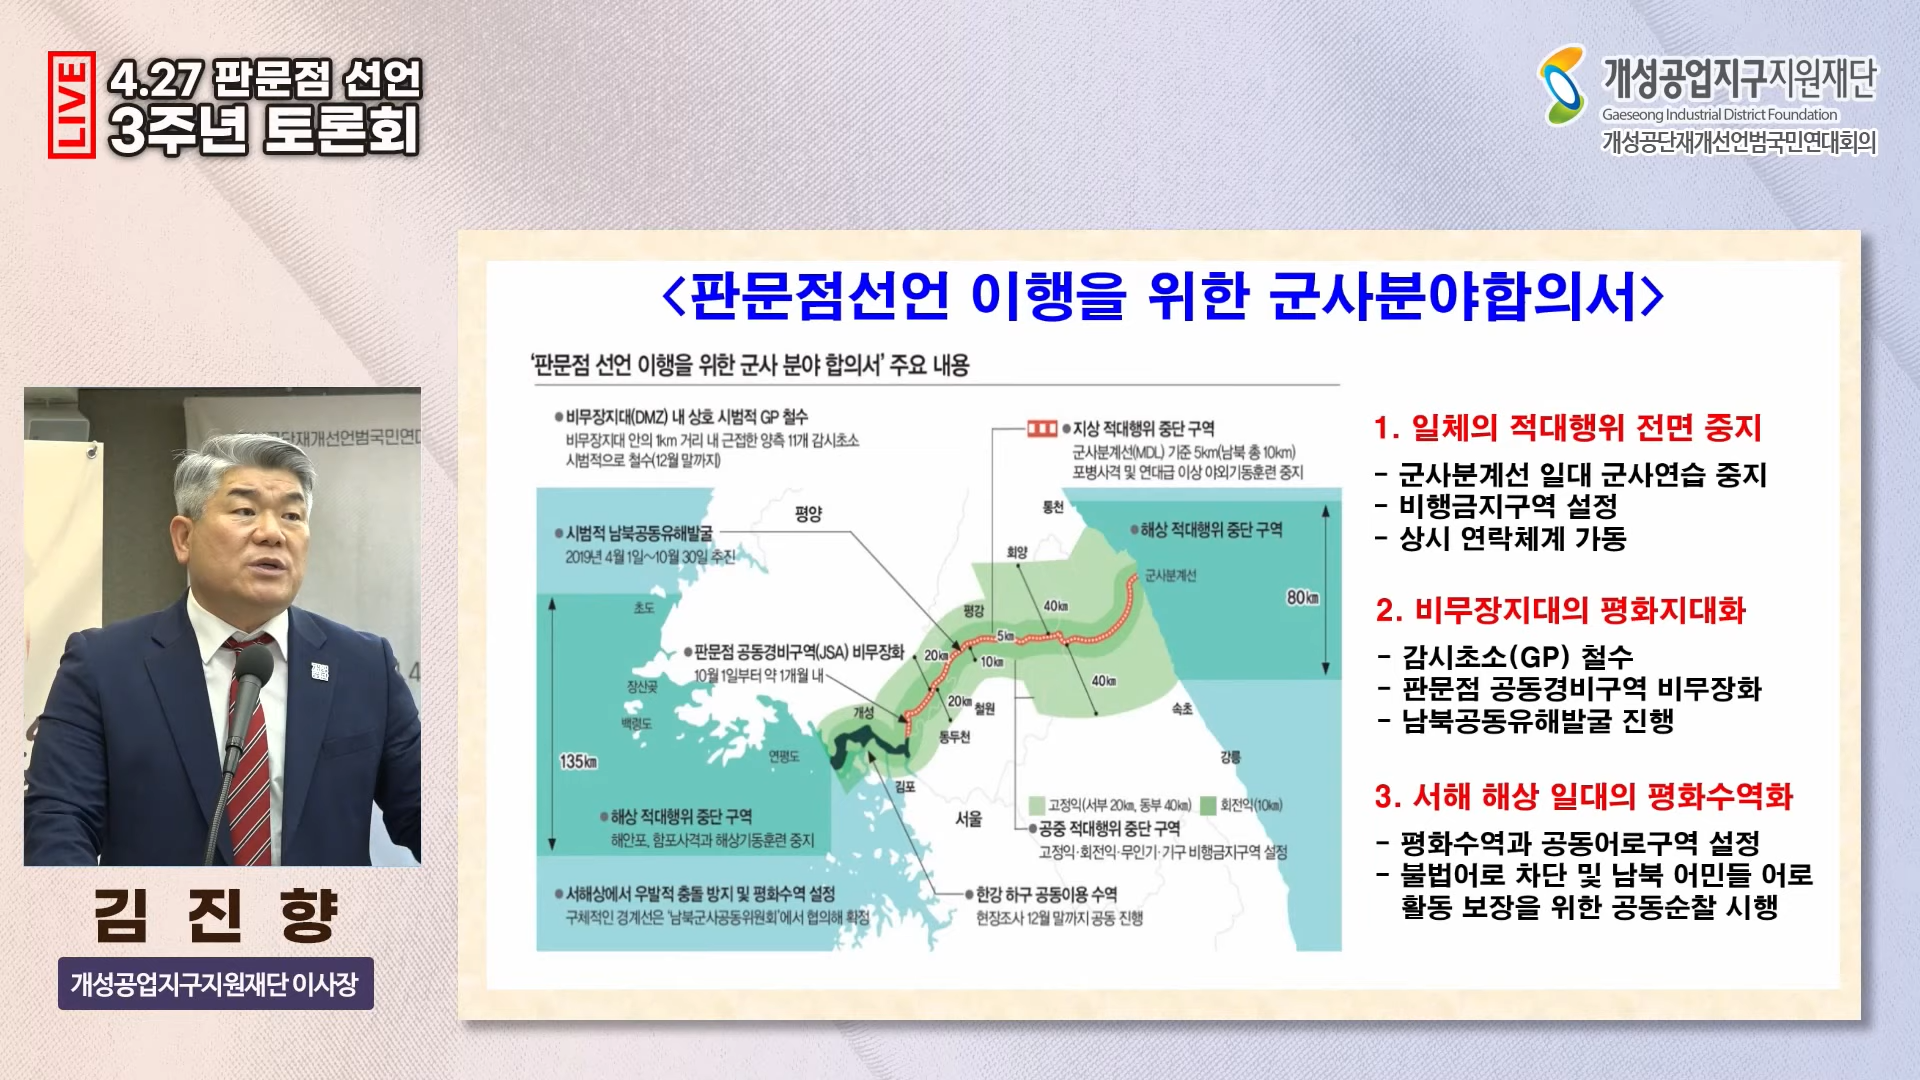 LIVE
4.27 판문점 선언
3주년 토론회
개성공업지구지원재단
Gaeseong Industrial District Foundation
개성공단재개선언범국민연대회의
<판문점선언 이행을 위한 군사분야합의서>
‘판문점 선언 이행을 위한 군사 분야 합의서’ 주요 내용
비무장지대(DMZ) 내 상호 시범적 GP 철수
비무장지대 안의 1km 거리 내 근접한 양측 11개 감시초소
시범적으로 철수(12월 말까지)
지상 적대행위 중단 구역
군사분계선(MDL) 기준 5km(남북 총 10km)
포병사격 및 연대급 이상 야외기동훈련 중지
시범적 남북공동유해발굴
2019년 4월 1일~10월 30일 추진
평양
통천
회양
해상 적대행위 중단 구역
군사분계선
80km
초도
평강
40km
5km
20km
10km
판문점 공동경비구역(JSA) 비무장화
10월 1일부터 약 1개월 내
장산곶
백령도
40km
20km
철원
속초
개성
동두천
연평도
강릉
135km
김포
서울
고정익(서부 20km, 동부 40km)
회전익(10km)
해상 적대행위 중단 구역
해안포, 함포사격과 해상기동훈련 중지
공중 적대행위 중단 구역
고정익·회전익·무인기·기구 비행금지구역 설정
서해상에서 우발적 충돌 방지 및 평화수역 설정
구체적인 경계선은 ‘남북군사공동위원회’에서 협의해 확정
한강 하구 공동이용 수역
현장조사 12월 말까지 공동 진행
1. 일체의 적대행위 전면 중지
- 군사분계선 일대 군사연습 중지
- 비행금지구역 설정
- 상시 연락체계 가동
2. 비무장지대의 평화지대화
- 감시초소(GP) 철수
- 판문점 공동경비구역 비무장화
- 남북공동유해발굴 진행
3. 서해 해상 일대의 평화수역화
- 평화수역과 공동어로구역 설정
- 불법어로 차단 및 남북 어민들 어로
활동 보장을 위한 공동순찰 시행
김 진 향
개성공업지구지원재단 이사장